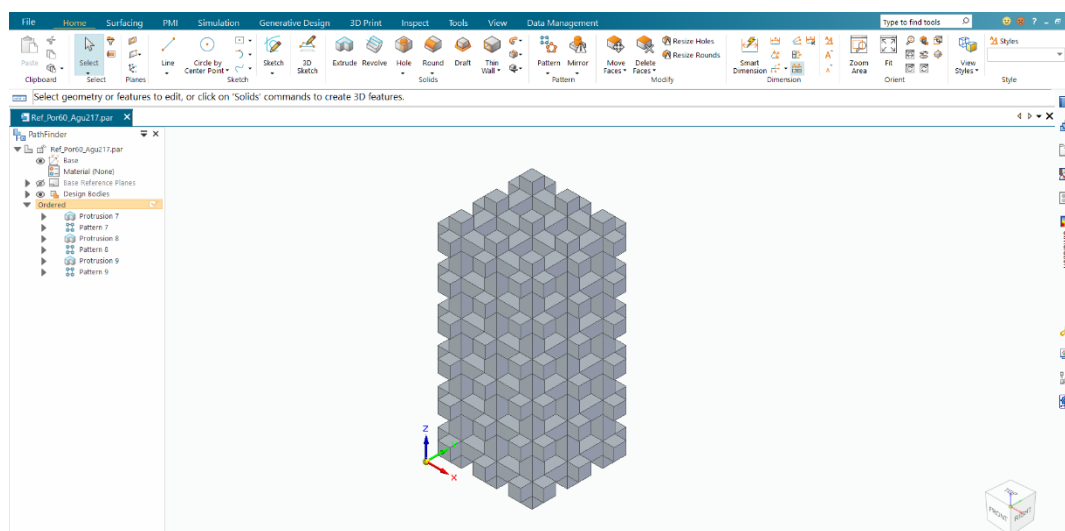 File Home Surfacing PMI Simulation Generative Design 3D Print Inspect Tools View Data Management Type to find tools ?
Paste Select Line Circle by Center Point Sketch 3D Sketch Extrude Revolve Hole Round Draft Thin Wall Pattern Mirror Move Faces Delete Faces Resize Holes Resize Rounds Smart Dimension Zoom Area Fit View Styles Styles
Clipboard Select Planes Sketch Solids Pattern Modify Dimension Orient Style
Select geometry or features to edit, or click on 'Solids' commands to create 3D features.
Ref_Por60_Agu217.par
PathFinder
Ref_Por60_Agu217.par
Base
Material (None)
Base Reference Planes
Design Bodies
Ordered
Protrusion 7
Pattern 7
Protrusion 8
Pattern 8
Protrusion 9
Pattern 9
Z
X
TOP
FRONT RIGHT